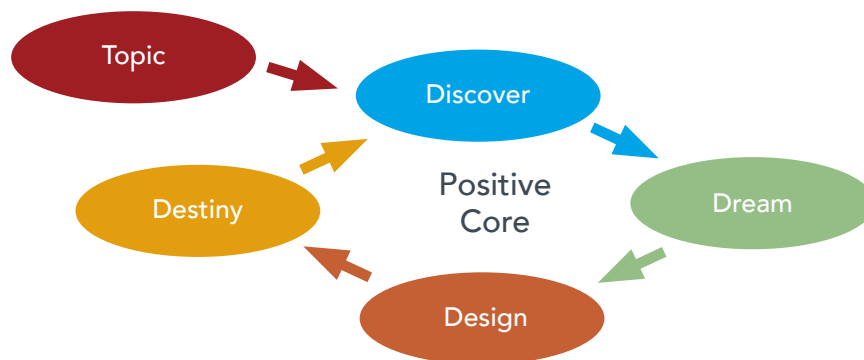 Topic
Discover
Positive
Core
Dream
Destiny
Design